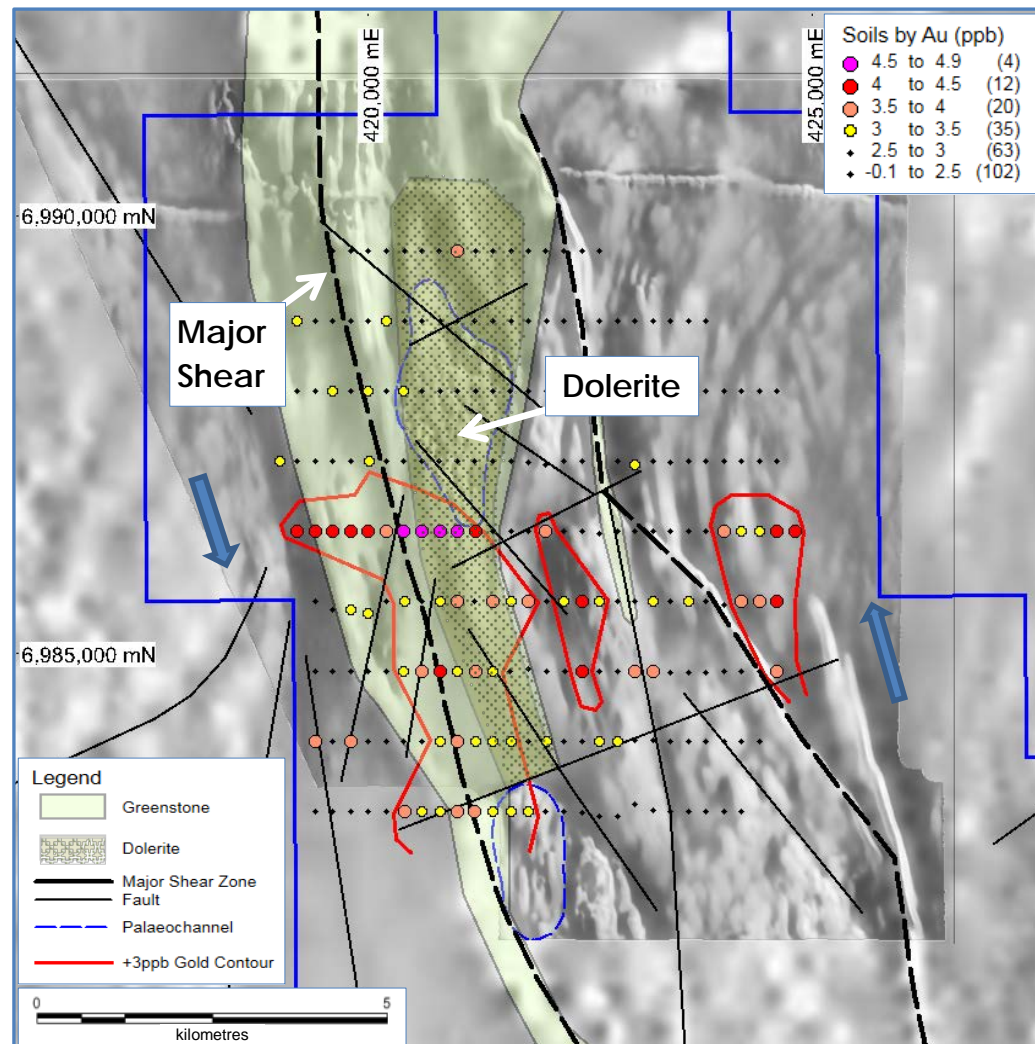 420,000 mE
425,000 mE
Soils by Au (ppb)
4.5 to 4.9 (4)
4 to 4.5 (12)
3.5 to 4 (20)
3 to 3.5 (35)
2.5 to 3 (63)
-0.1 to 2.5 (102)
6,990,000 mN
Major
Shear
Dolerite
6,985,000 mN
Legend
Greenstone
Dolerite
Major Shear Zone
Fault
Palaeochannel
+3ppb Gold Contour
0 5
kilometres